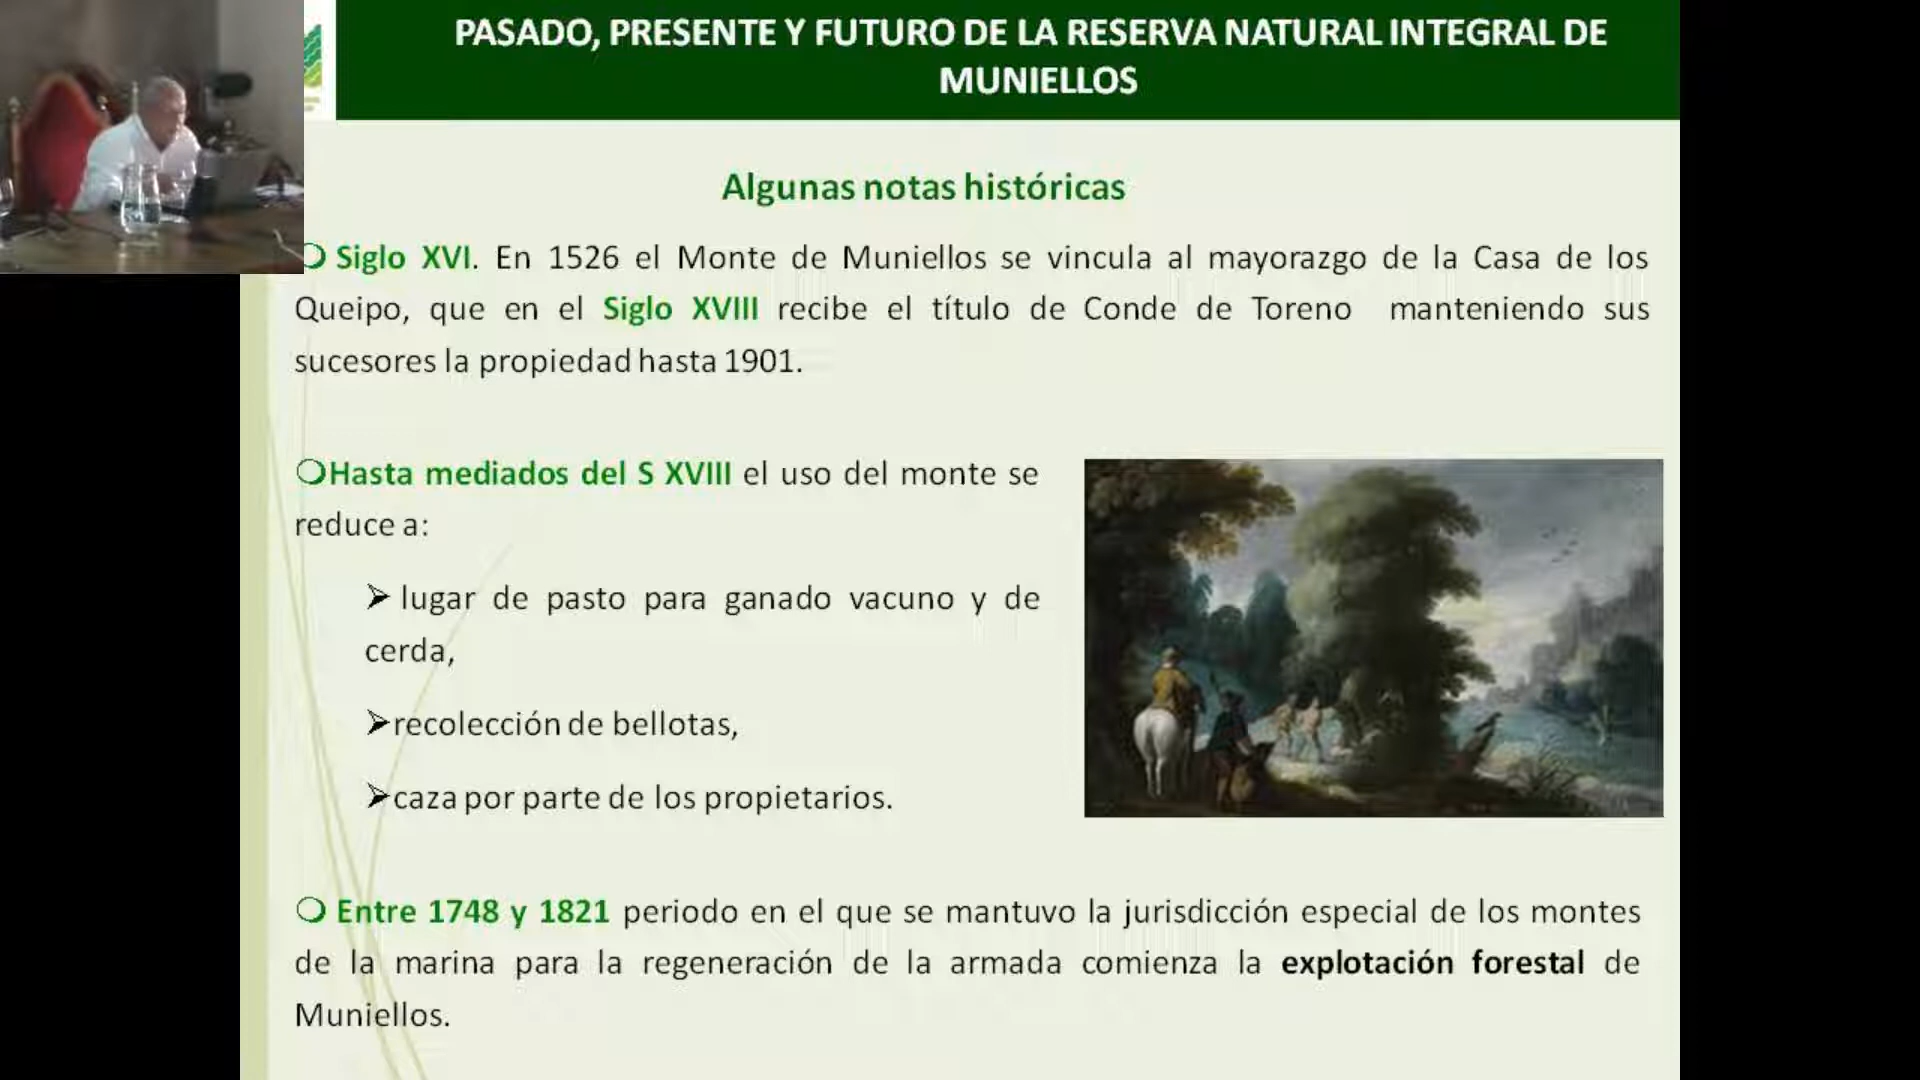 PASADO, PRESENTE Y FUTURO DE LA RESERVA NATURAL INTEGRAL DE
MUNIELLOS
Algunas notas históricas
Siglo XVI. En 1526 el Monte de Muniellos se vincula al mayorazgo de la Casa de los
Queipo, que en el Siglo XVIII recibe el título de Conde de Toreno manteniendo sus
sucesores la propiedad hasta 1901.
Hasta mediados del S XVIII el uso del monte se
reduce a:
lugar de pasto para ganado vacuno y de
cerda,
recolección de bellotas,
caza por parte de los propietarios.
Entre 1748 y 1821 periodo en el que se mantuvo la jurisdicción especial de los montes
de la marina para la regeneración de la armada comienza la explotación forestal de
Muniellos.